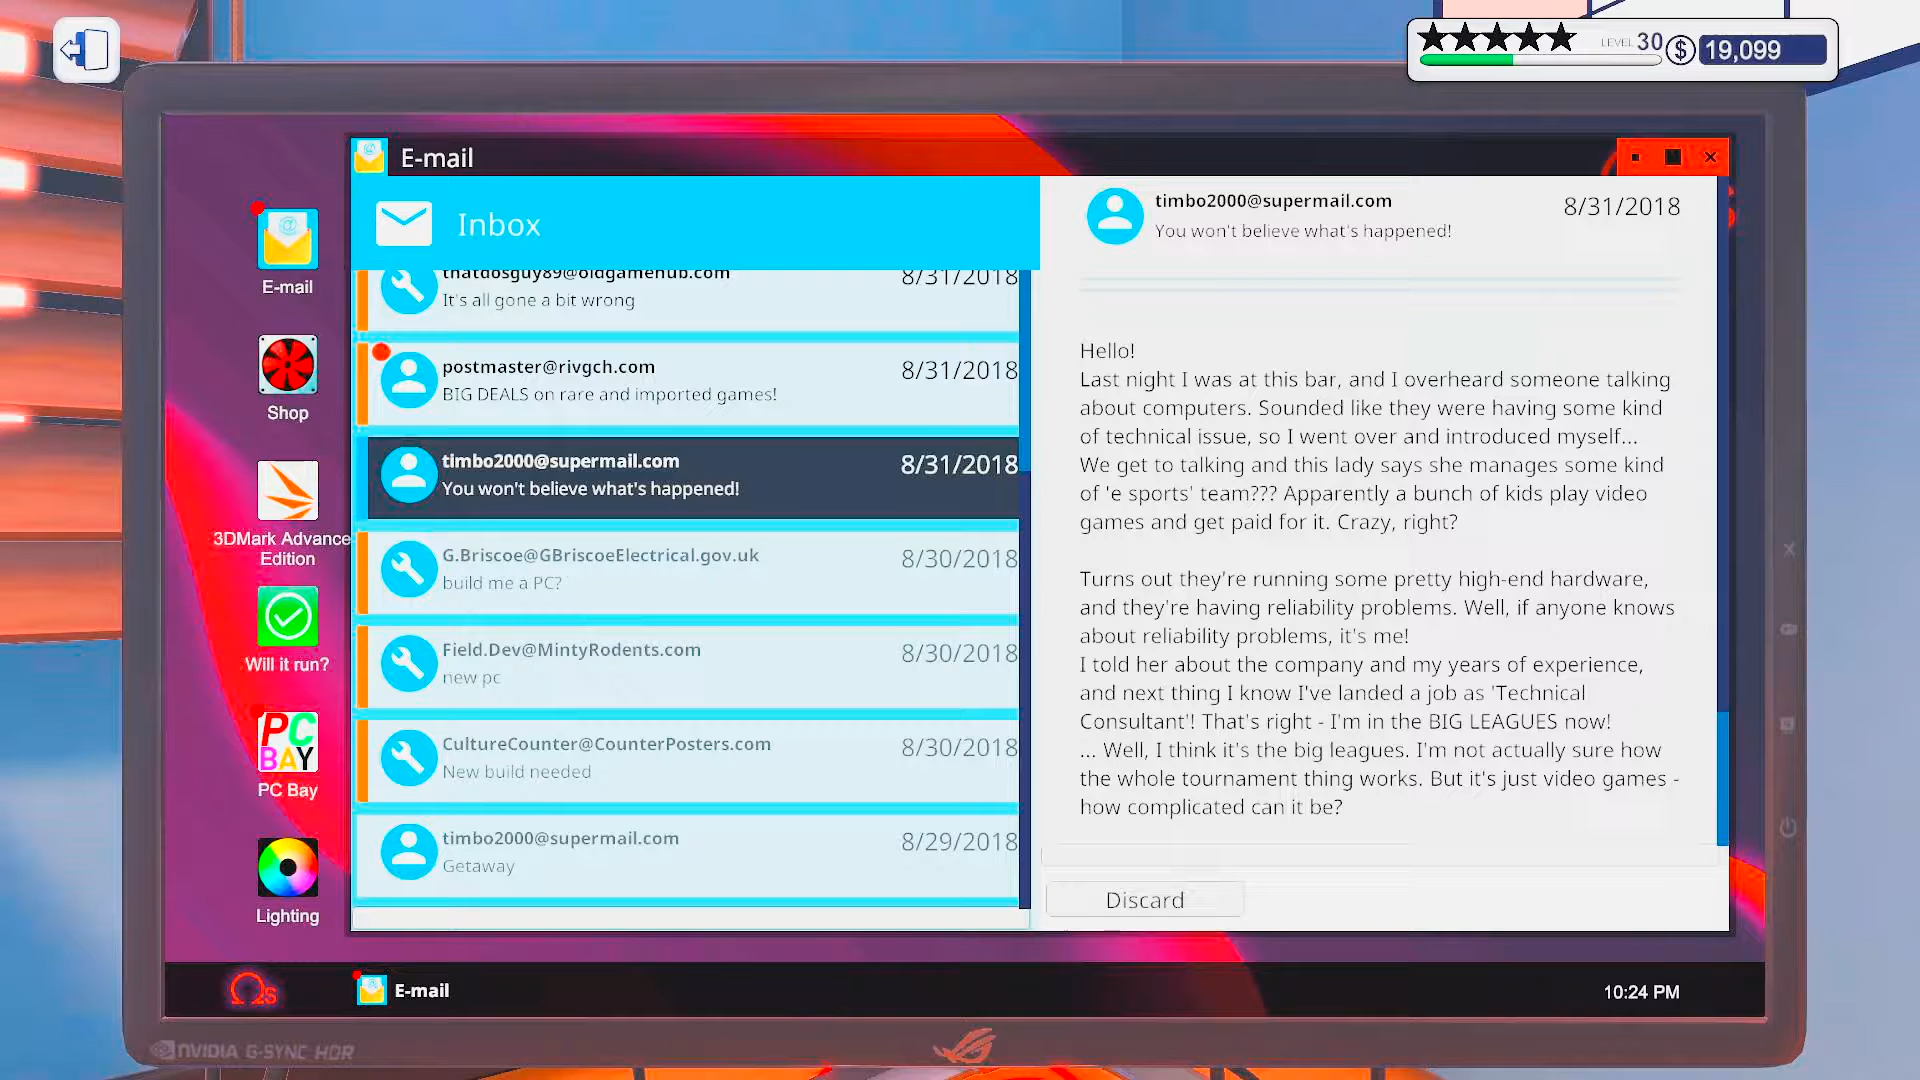 LEVEL 30
$ 19,099
E-mail
Inbox
thatdosguy89@oldgamehub.com
8/31/2018
It's all gone a bit wrong
postmaster@rivgch.com
8/31/2018
BIG DEALS on rare and imported games!
timbo2000@supermail.com
8/31/2018
You won't believe what's happened!
G.Briscoe@GBriscoeElectrical.gov.uk
8/30/2018
build me a PC?
Field.Dev@MintyRodents.com
8/30/2018
new pc
CultureCounter@CounterPosters.com
8/30/2018
New build needed
timbo2000@supermail.com
8/29/2018
Getaway
timbo2000@supermail.com
8/31/2018
You won't believe what's happened!
Hello!
Last night I was at this bar, and I overheard someone talking
about computers. Sounded like they were having some kind
of technical issue, so I went over and introduced myself...
We get to talking and this lady says she manages some kind
of 'e sports' team??? Apparently a bunch of kids play video
games and get paid for it. Crazy, right?
Turns out they're running some pretty high-end hardware,
and they're having reliability problems. Well, if anyone knows
about reliability problems, it's me!
I told her about the company and my years of experience,
and next thing I know I've landed a job as 'Technical
Consultant'! That's right - I'm in the BIG LEAGUES now!
... Well, I think it's the big leagues. I'm not actually sure how
the whole tournament thing works. But it's just video games -
how complicated can it be?
Discard
E-mail
Shop
3DMark Advance
Edition
Will it run?
PC
BAY
PC Bay
Lighting
Ωs
E-mail
10:24 PM
NVIDIA G-SYNC HDR